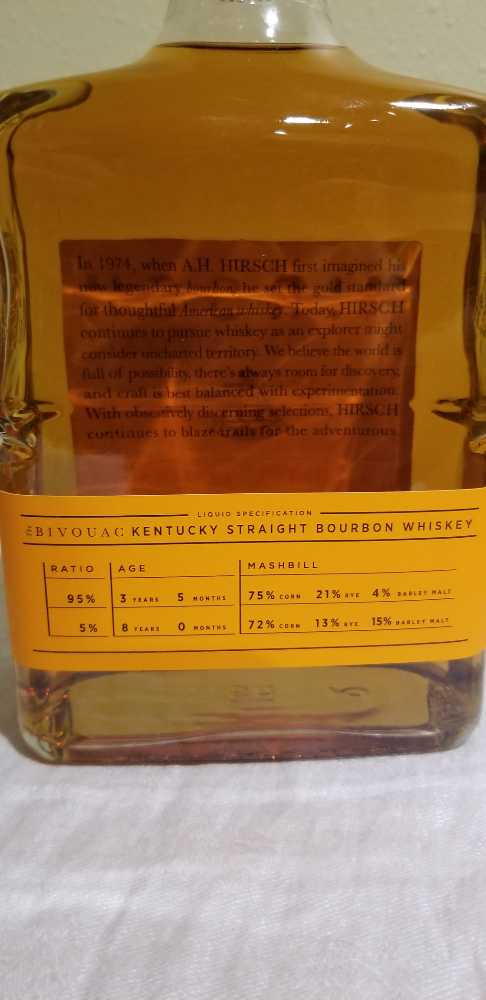 In 1974, when A.H. HIRSCH first imagined his
now legendary bourbon, he set the gold standard
for thoughtful American whiskey. Today, HIRSCH
continues to pursue whiskey as an explorer might
consider uncharted territory. We believe the world is
full of possibility, there's always room for discovery,
and craft is best balanced with experimentation.
With obsessively discerning selections, HIRSCH
continues to blaze trails for the adventurous.
LIQUID SPECIFICATION
The BIVOUAC KENTUCKY STRAIGHT BOURBON WHISKEY
RATIO AGE MASHBILL
95% 3 YEARS 5 MONTHS 75% CORN 21% RYE 4% BARLEY MALT
5% 8 YEARS 0 MONTHS 72% CORN 13% RYE 15% BARLEY MALT